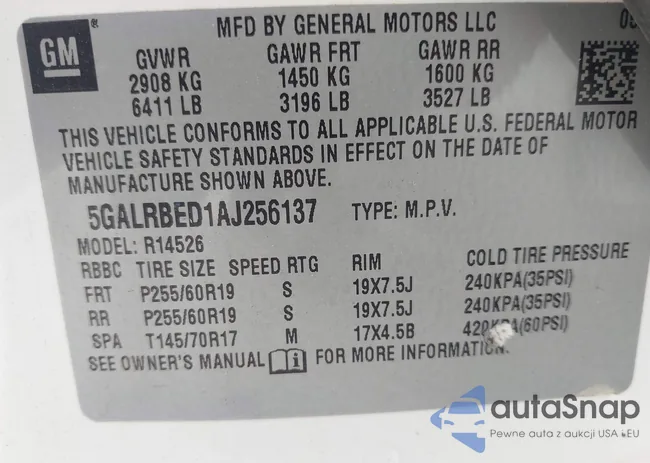 GM
MFD BY GENERAL MOTORS LLC
GVWR GAWR FRT GAWR RR
2908 KG 1450 KG 1600 KG
6411 LB 3196 LB 3527 LB
THIS VEHICLE CONFORMS TO ALL APPLICABLE U.S. FEDERAL MOTOR
VEHICLE SAFETY STANDARDS IN EFFECT ON THE DATE OF
MANUFACTURE SHOWN ABOVE.
5GALRBED1AJ256137 TYPE: M.P.V.
MODEL: R14526
RBBC TIRE SIZE SPEED RTG RIM COLD TIRE PRESSURE
FRT P255/60R19 S 19X7.5J 240KPA(35PSI)
RR P255/60R19 S 19X7.5J 240KPA(35PSI)
SPA T145/70R17 M 17X4.5B 420KPA(60PSI)
SEE OWNER'S MANUAL FOR MORE INFORMATION.
autaSnap
Pewne auta z aukcji USA i EU